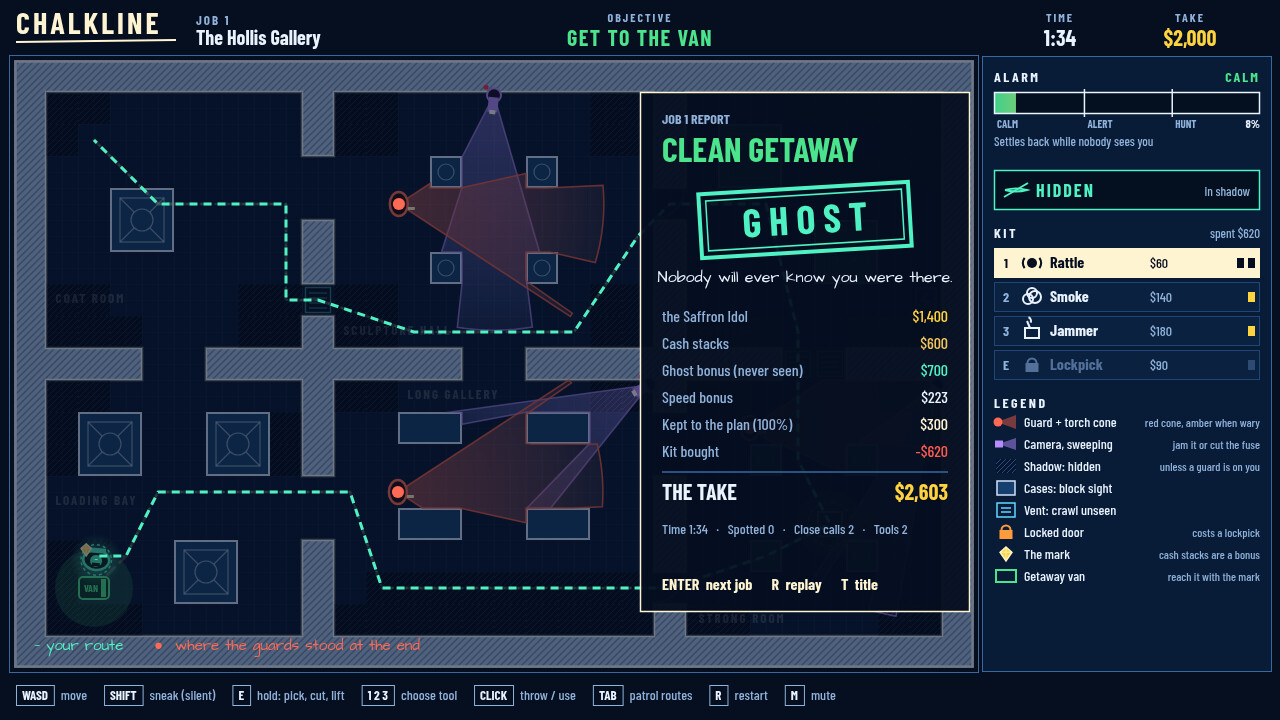 CHALKLINE
JOB 1
The Hollis Gallery
OBJECTIVE
GET TO THE VAN
TIME
1:34
TAKE
$2,000
COAT ROOM
SCULPTURE HALL
LONG GALLERY
LOADING BAY
VAN
STRONG ROOM
- your route
where the guards stood at the end
JOB 1 REPORT
CLEAN GETAWAY
GHOST
Nobody will ever know you were there.
the Saffron Idol $1,400
Cash stacks $600
Ghost bonus (never seen) $700
Speed bonus $223
Kept to the plan (100%) $300
Kit bought -$620
THE TAKE $2,603
Time 1:34 · Spotted 0 · Close calls 2 · Tools 2
ENTER next job R replay T title
ALARM CALM
CALM ALERT HUNT 8%
Settles back while nobody sees you
HIDDEN In shadow
KIT spent $620
1 Rattle $60
2 Smoke $140
3 Jammer $180
E Lockpick $90
LEGEND
Guard + torch cone red cone, amber when wary
Camera, sweeping jam it or cut the fuse
Shadow: hidden unless a guard is on you
Cases: block sight
Vent: crawl unseen
Locked door costs a lockpick
The mark cash stacks are a bonus
Getaway van reach it with the mark
WASD move SHIFT sneak (silent) E hold: pick, cut, lift 1 2 3 choose tool CLICK throw / use TAB patrol routes R restart M mute